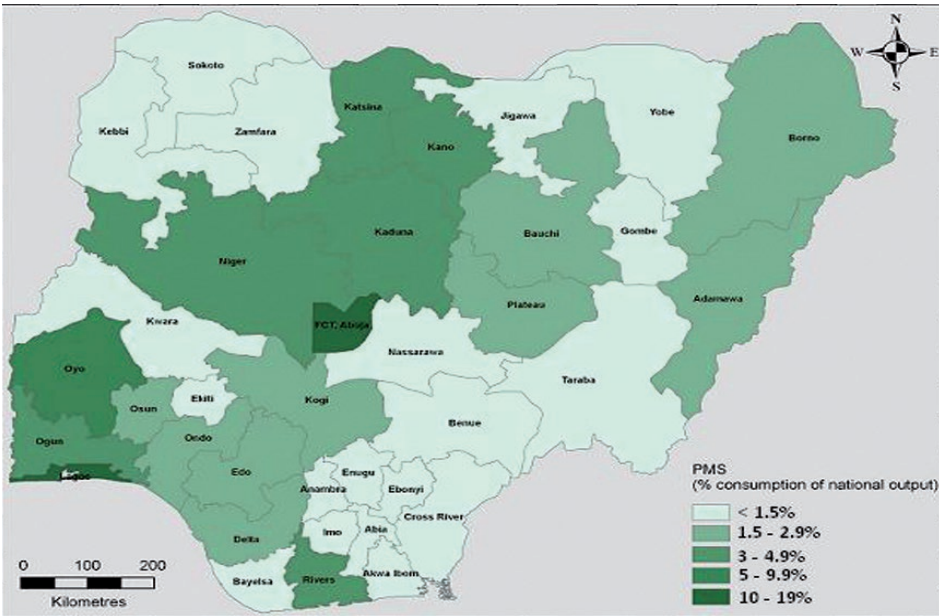 N
W E
S
Sokoto
Katsina
Kebbi
Zamfara
Jigawa
Yobe
Kano
Borno
Kaduna
Bauchi
Gombe
Niger
Plateau
Adamawa
FCT, Abuja
Kwara
Nassarawa
Oyo
Taraba
Ekiti
Kogi
Osun
Benue
Ogun
Ondo
Edo
Enugu
Lagos
Anambra
Ebonyi
Cross River
Imo
Abia
Delta
Akwa Ibom
Rivers
Bayelsa
PMS
(% consumption of national output)
< 1.5%
1.5 - 2.9%
3 - 4.9%
5 - 9.9%
10 - 19%
0 100 200
Kilometres